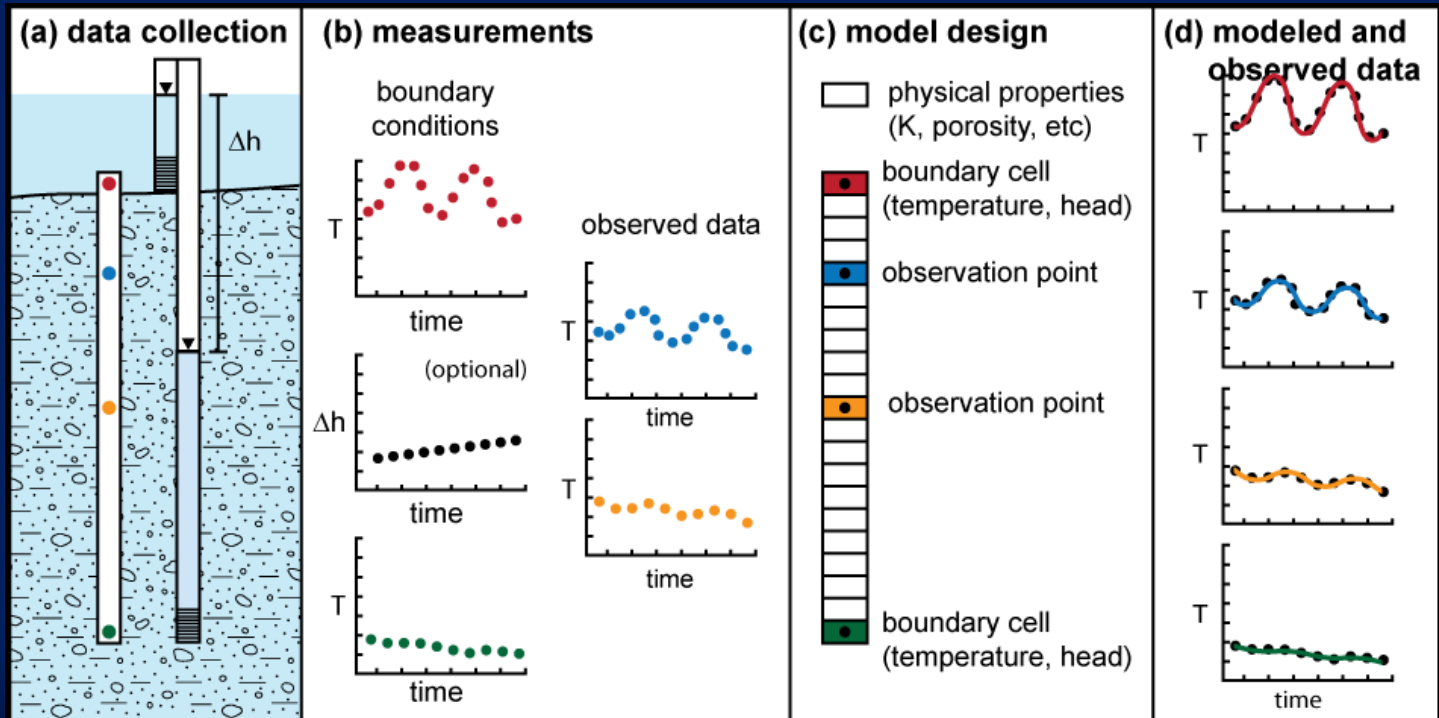 (a) data collection
Δh
(b) measurements
boundary
conditions
T
time
(optional)
Δh
time
T
time
observed data
T
time
T
time
(c) model design
physical properties
(K, porosity, etc)
boundary cell
(temperature, head)
observation point
observation point
boundary cell
(temperature, head)
(d) modeled and
observed data
T
T
T
T
time